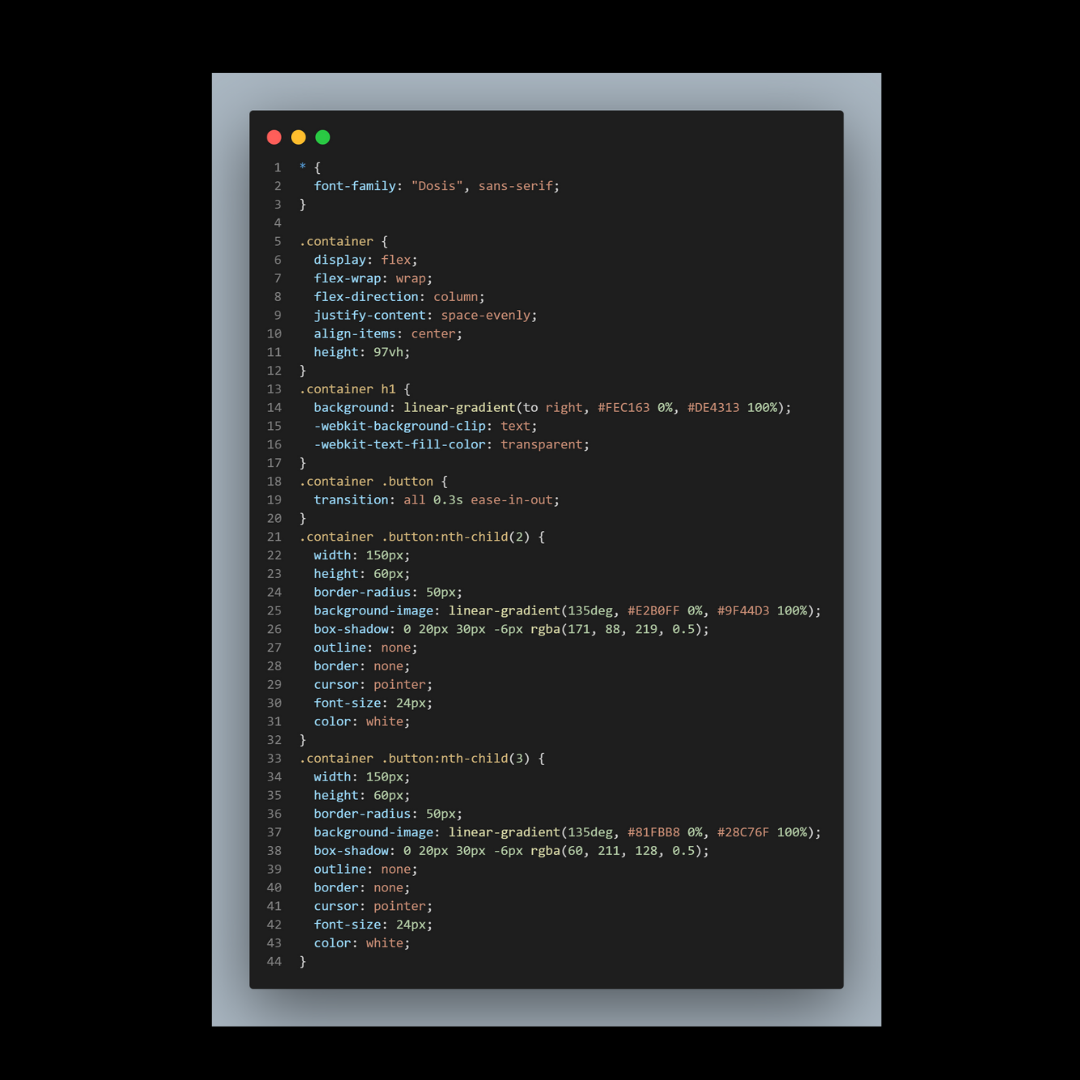 1 * {
2   font-family: "Dosis", sans-serif;
3 }
4
5 .container {
6   display: flex;
7   flex-wrap: wrap;
8   flex-direction: column;
9   justify-content: space-evenly;
10   align-items: center;
11   height: 97vh;
12 }
13 .container h1 {
14   background: linear-gradient(to right, #FEC163 0%, #DE4313 100%);
15   -webkit-background-clip: text;
16   -webkit-text-fill-color: transparent;
17 }
18 .container .button {
19   transition: all 0.3s ease-in-out;
20 }
21 .container .button:nth-child(2) {
22   width: 150px;
23   height: 60px;
24   border-radius: 50px;
25   background-image: linear-gradient(135deg, #E2B0FF 0%, #9F44D3 100%);
26   box-shadow: 0 20px 30px -6px rgba(171, 88, 219, 0.5);
27   outline: none;
28   border: none;
29   cursor: pointer;
30   font-size: 24px;
31   color: white;
32 }
33 .container .button:nth-child(3) {
34   width: 150px;
35   height: 60px;
36   border-radius: 50px;
37   background-image: linear-gradient(135deg, #81FBB8 0%, #28C76F 100%);
38   box-shadow: 0 20px 30px -6px rgba(60, 211, 128, 0.5);
39   outline: none;
40   border: none;
41   cursor: pointer;
42   font-size: 24px;
43   color: white;
44 }